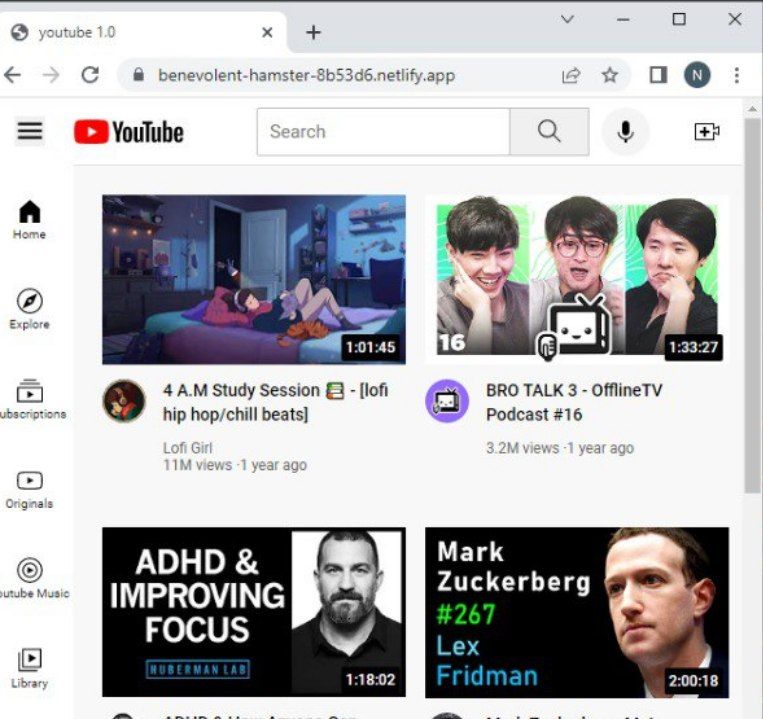 youtube 1.0
benevolent-hamster-8b53d6.netlify.app
N
YouTube
Search
Home
Explore
ubscriptions
Originals
outube Music
Library
1:01:45
4 A.M Study Session 📚 - [lofi
hip hop/chill beats]
Lofi Girl
11M views ·1 year ago
16
1:33:27
BRO TALK 3 - OfflineTV
Podcast #16
3.2M views ·1 year ago
ADHD &
IMPROVING
FOCUS
HUBERMAN LAB
1:18:02
Mark
Zuckerberg
#267
Lex
Fridman
2:00:18